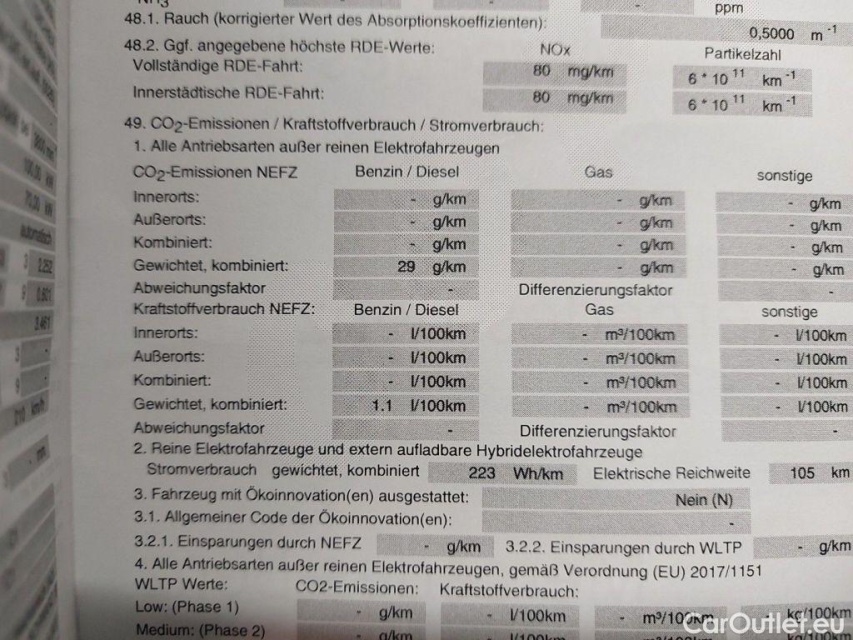 ppm
48.1. Rauch (korrigierter Wert des Absorptionskoeffizienten): 0,5000 m⁻¹
48.2. Ggf. angegebene höchste RDE-Werte: NOx Partikelzahl
Vollständige RDE-Fahrt: 80 mg/km 6 * 10 ¹¹ km ⁻¹
Innerstädtische RDE-Fahrt: 80 mg/km 6 * 10 ¹¹ km ⁻¹
49. CO2-Emissionen / Kraftstoffverbrauch / Stromverbrauch:
1. Alle Antriebsarten außer reinen Elektrofahrzeugen
CO2-Emissionen NEFZ Benzin / Diesel Gas sonstige
Innerorts: - g/km - g/km - g/km
Außerorts: - g/km - g/km - g/km
Kombiniert: - g/km - g/km - g/km
Gewichtet, kombiniert: 29 g/km - g/km - g/km
Abweichungsfaktor - Differenzierungsfaktor -
Kraftstoffverbrauch NEFZ: Benzin / Diesel Gas sonstige
Innerorts: - l/100km - m³/100km - l/100km
Außerorts: - l/100km - m³/100km - l/100km
Kombiniert: - l/100km - m³/100km - l/100km
Gewichtet, kombiniert: 1.1 l/100km - m³/100km - l/100km
Abweichungsfaktor - Differenzierungsfaktor -
2. Reine Elektrofahrzeuge und extern aufladbare Hybridelektrofahrzeuge
Stromverbrauch gewichtet, kombiniert 223 Wh/km Elektrische Reichweite 105 km
3. Fahrzeug mit Ökoinnovation(en) ausgestattet: Nein (N)
3.1. Allgemeiner Code der Ökoinnovation(en): -
3.2.1. Einsparungen durch NEFZ - g/km 3.2.2. Einsparungen durch WLTP - g/km
4. Alle Antriebsarten außer reinen Elektrofahrzeugen, gemäß Verordnung (EU) 2017/1151
WLTP Werte: CO2-Emissionen: Kraftstoffverbrauch:
Low: (Phase 1) - g/km - l/100km - m³/100km - kg/100km
Medium: (Phase 2) g/km l/100km
CarOutlet.eu